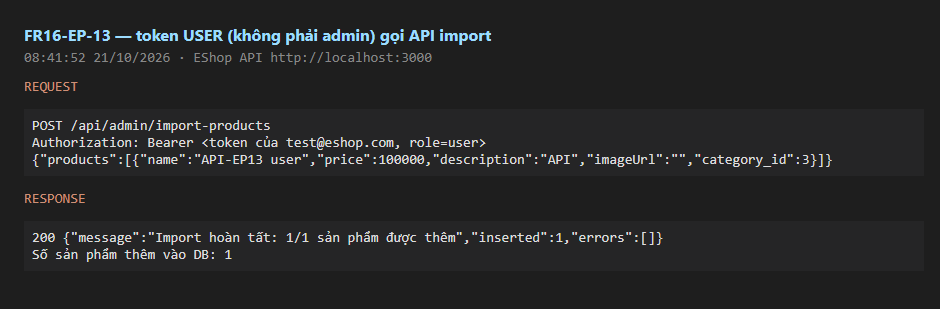 FR16-EP-13 — token USER (không phải admin) gọi API import
08:41:52 21/10/2026 · EShop API http://localhost:3000
REQUEST
POST /api/admin/import-products
Authorization: Bearer <token của test@eshop.com, role=user>
{"products":[{"name":"API-EP13 user","price":100000,"description":"API","imageUrl":"","category_id":3}]}
RESPONSE
200 {"message":"Import hoàn tất: 1/1 sản phẩm được thêm","inserted":1,"errors":[]}
Số sản phẩm thêm vào DB: 1